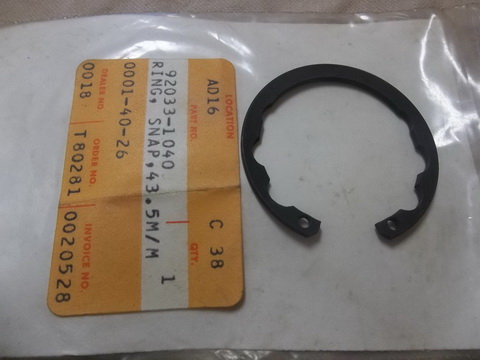 LOCATION
AD16 C 38
PART NO. QTY.
92033-1040 1
RING, SNAP,43.5M/M
0001-40-26
DEALER NO. ORDER NO. INVOICE NO.
0018 T80281 0020528